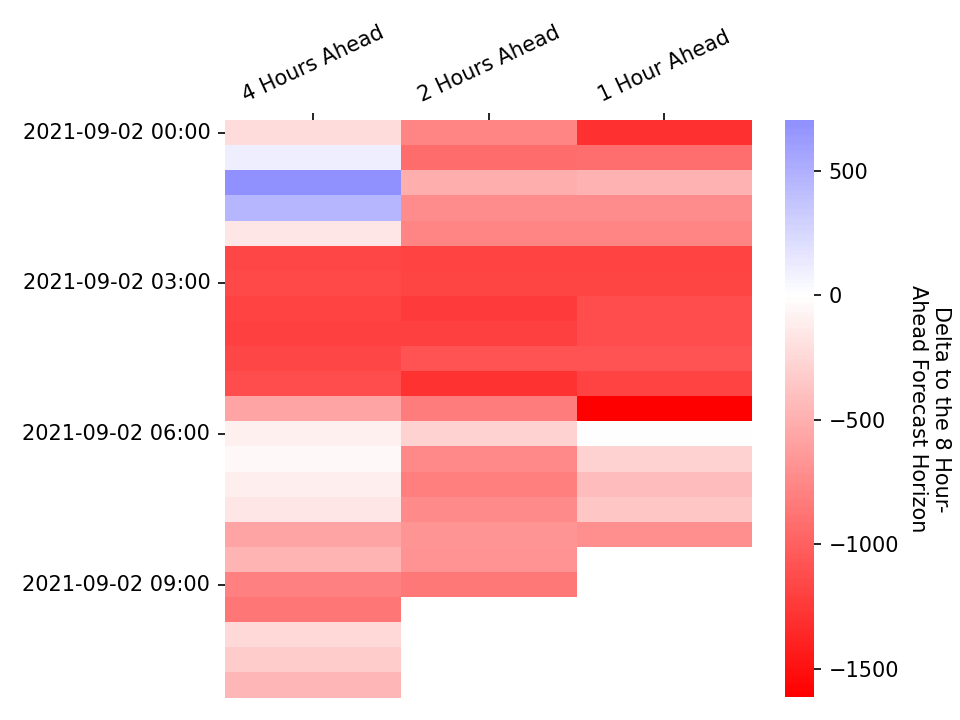 4 Hours Ahead
2 Hours Ahead
1 Hour Ahead
2021-09-02 00:00
2021-09-02 03:00
2021-09-02 06:00
2021-09-02 09:00
500
0
−500
−1000
−1500
Delta to the 8 Hour-
Ahead Forecast Horizon